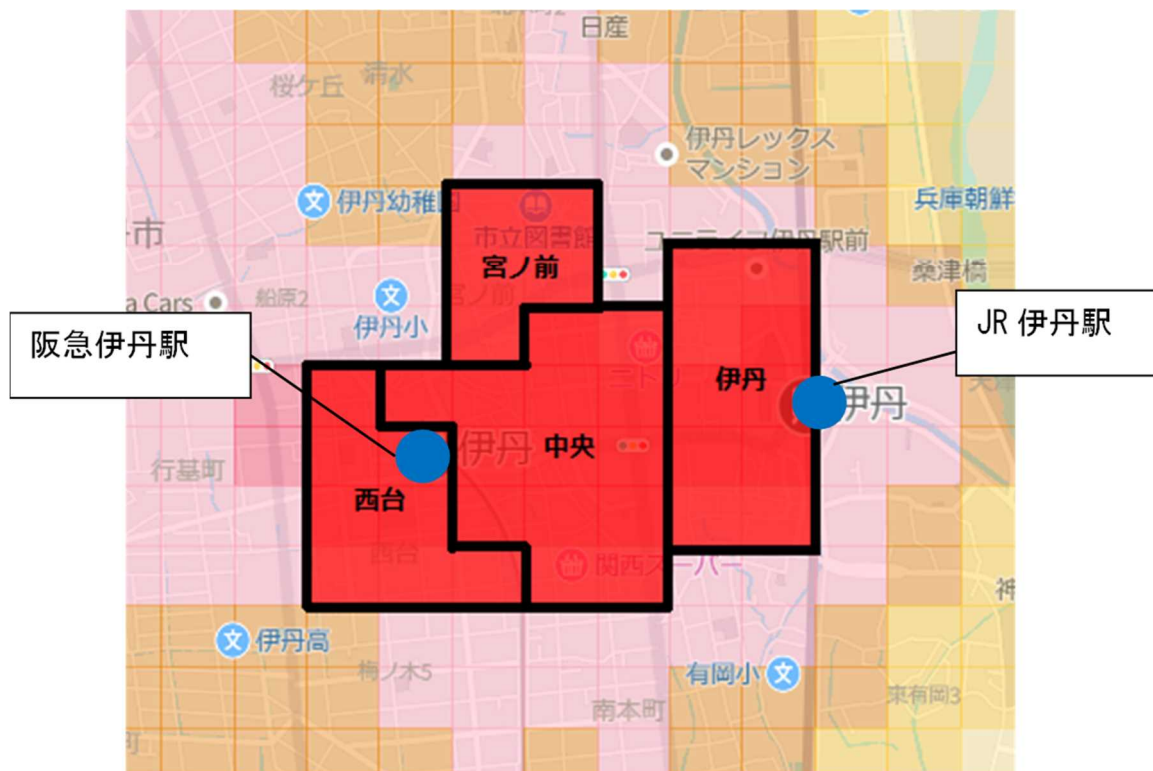 日産
桜ケ丘
清水
伊丹レックス
マンション
伊丹幼稚園
兵庫朝鮮
市立図書館
ユニライフ伊丹駅前
宮ノ前
桑津橋
宮ノ前
船原2
a Cars
伊丹小
JR 伊丹駅
阪急伊丹駅
ニトリ
伊丹
伊丹
伊丹
中央
行基町
西台
西台
関西スーパー
伊丹高
梅ノ木5
有岡小
東有岡3
南本町